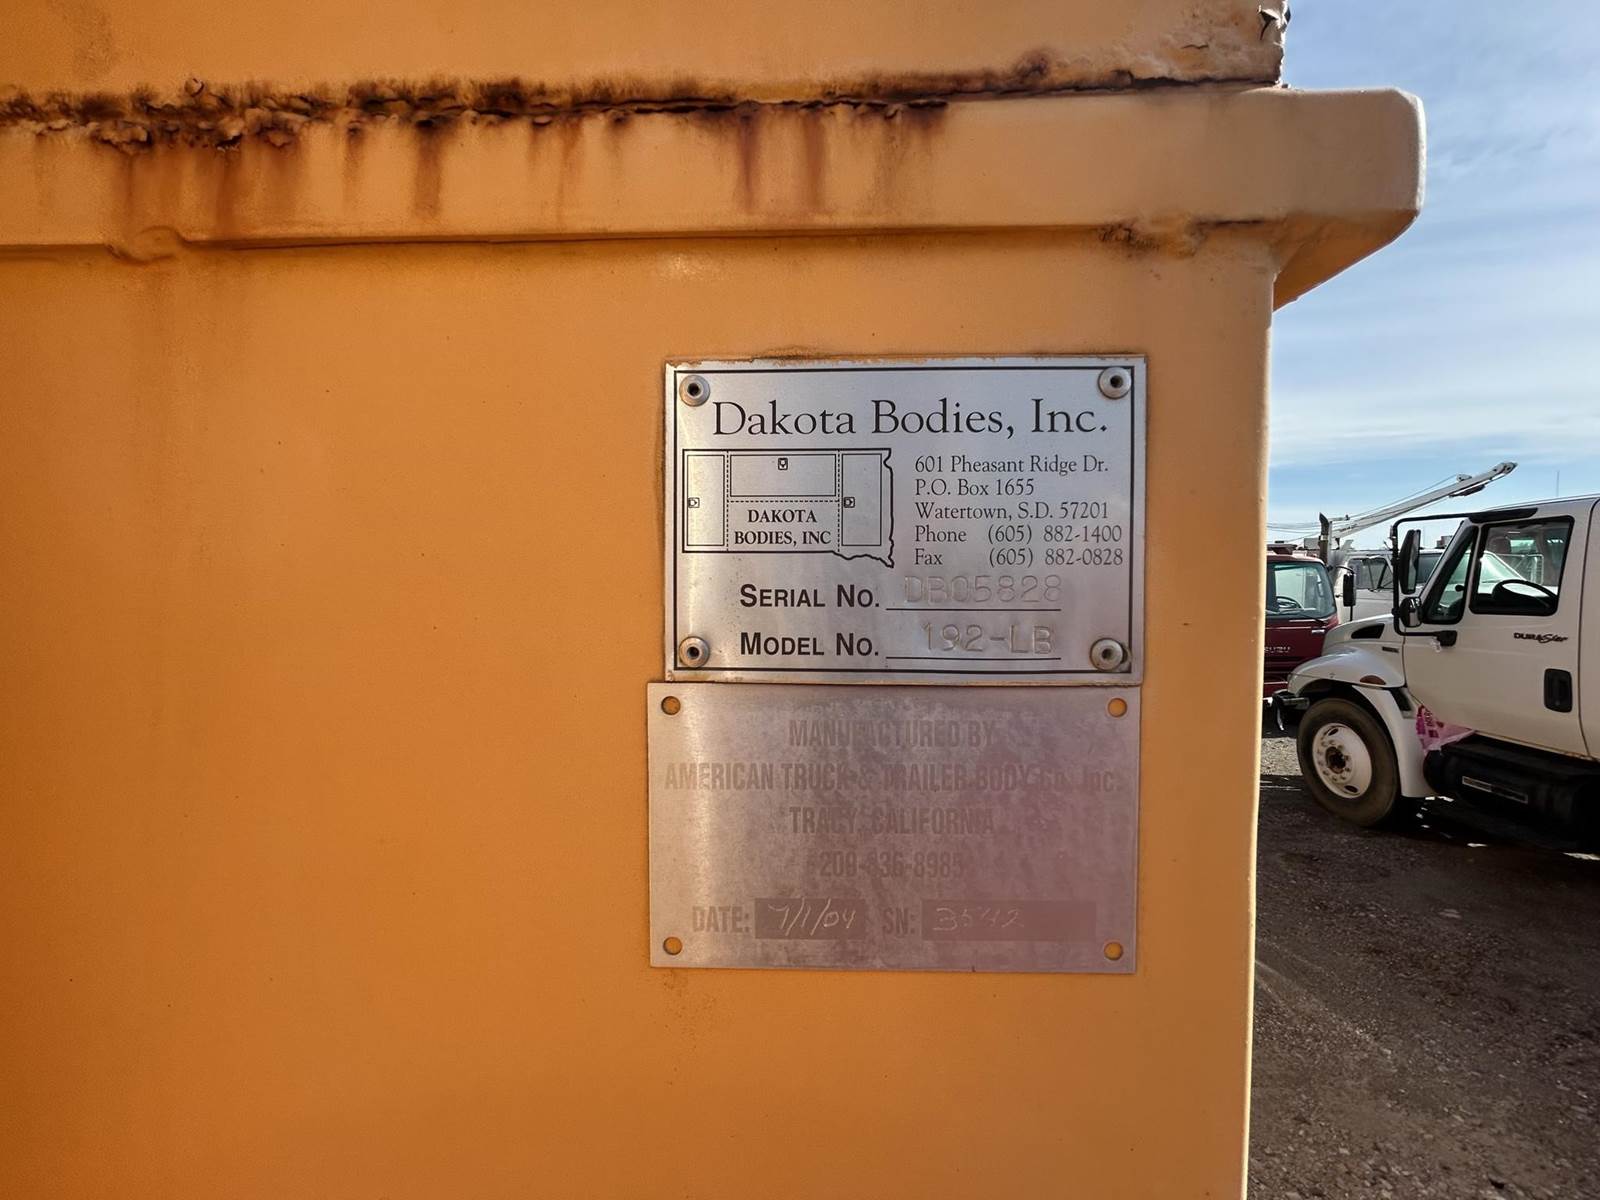 Dakota Bodies, Inc.
DAKOTA
BODIES, INC
601 Pheasant Ridge Dr.
P.O. Box 1655
Watertown, S.D. 57201
Phone (605) 882-1400
Fax (605) 882-0828
SERIAL NO. DB05828
MODEL NO. 192-LB
MANUFACTURED BY
AMERICAN TRUCK & TRAILER BODY Co. Inc.
TRACY, CALIFORNIA
209-836-8985
DATE: 7/1/04 SN: 3542
DURAStar
ISUZU